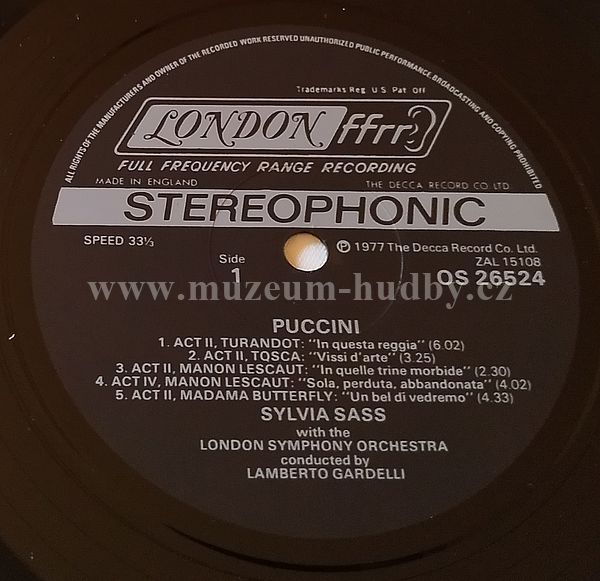 ALL RIGHTS OF THE MANUFACTURERS AND OWNER OF THE RECORDED WORK RESERVED UNAUTHORIZED PUBLIC PERFORMANCE, BROADCASTING AND COPYING PROHIBITED
Trademarks Reg. U.S. Pat. Off
LONDON ffrr
FULL FREQUENCY RANGE RECORDING
MADE IN ENGLAND THE DECCA RECORD CO LTD
STEREOPHONIC
SPEED 33⅓
Side
1
℗ 1977 The Decca Record Co. Ltd.
ZAL 15108
OS 26524
www.muzeum-hudby.cz
PUCCINI
1. ACT II, TURANDOT: "In questa reggia" (6.02)
2. ACT II, TOSCA: "Vissi d'arte" (3.25)
3. ACT II, MANON LESCAUT: "In quelle trine morbide" (2.30)
4. ACT IV, MANON LESCAUT: "Sola, perduta, abbandonata" (4.02)
5. ACT II, MADAMA BUTTERFLY: "Un bel di vedremo" (4.33)
SYLVIA SASS
with the
LONDON SYMPHONY ORCHESTRA
conducted by
LAMBERTO GARDELLI